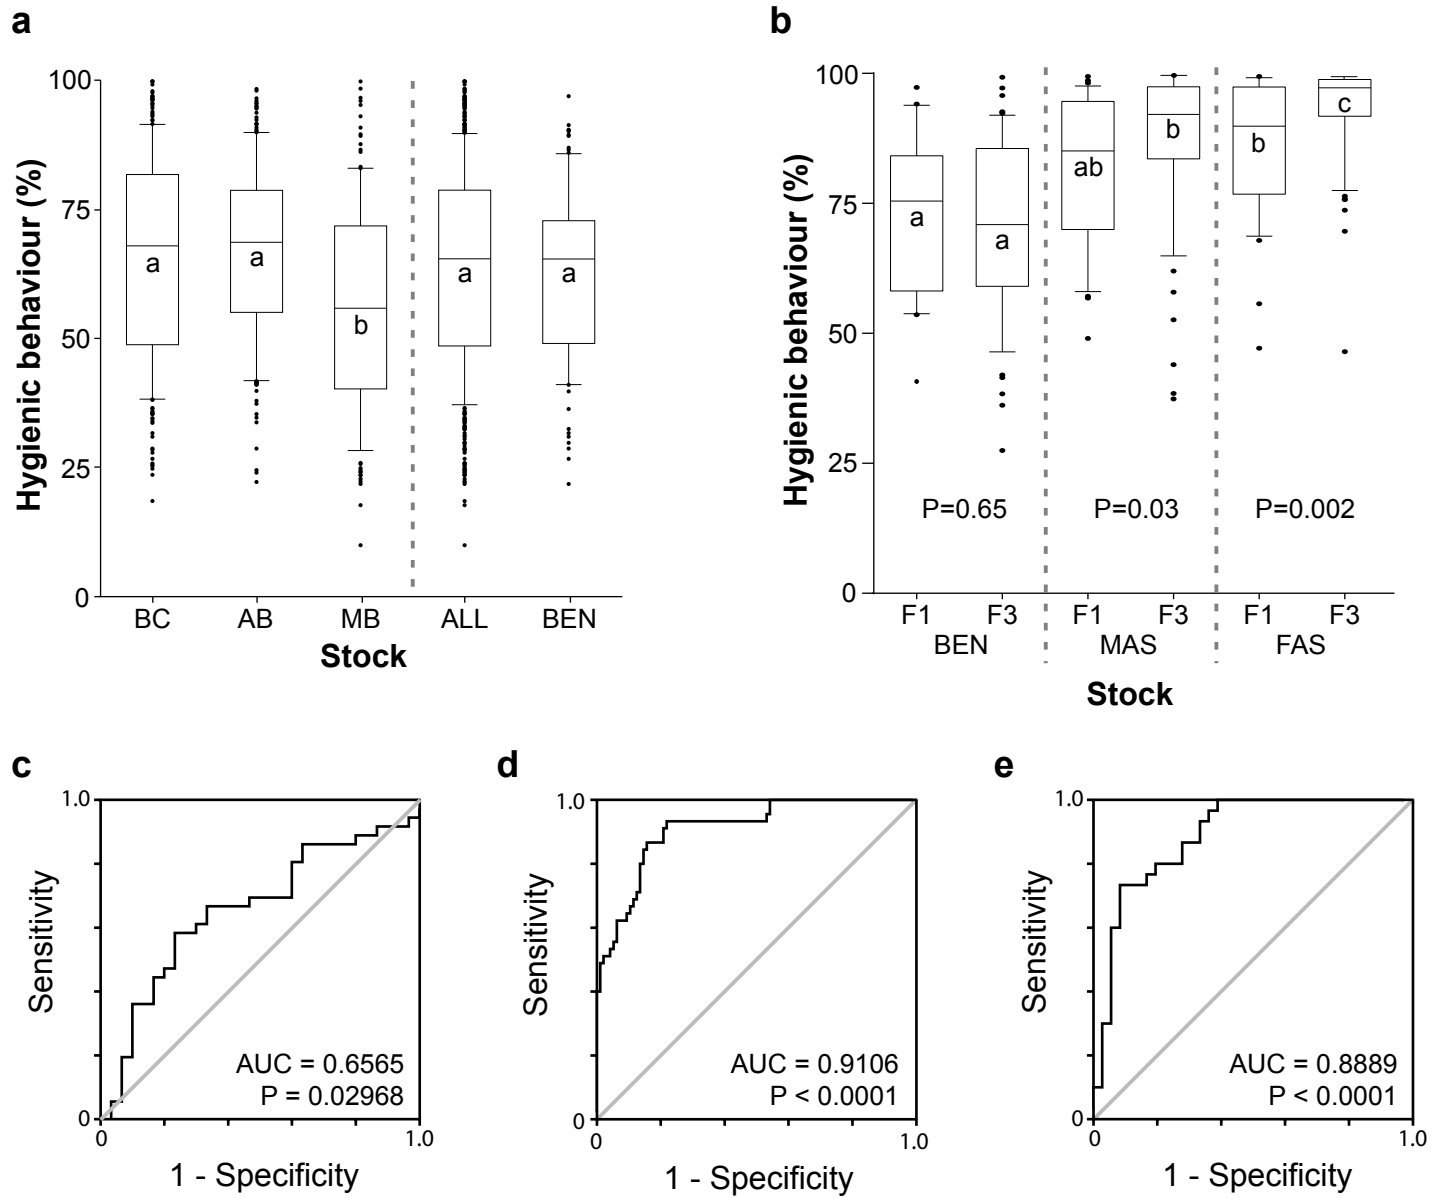 a
Hygienic behaviour (%)
100
75
50
25
0
a
a
b
a
a
BC AB MB ALL BEN
Stock
b
Hygienic behaviour (%)
100
75
50
25
0
a
a
ab
b
b
c
P=0.65 P=0.03 P=0.002
F1 F3 F1 F3 F1 F3
BEN MAS FAS
Stock
c
Sensitivity
1.0
0
AUC = 0.6565
P = 0.02968
0 1.0
1 - Specificity
d
Sensitivity
1.0
0
AUC = 0.9106
P < 0.0001
0 1.0
1 - Specificity
e
Sensitivity
1.0
0
AUC = 0.8889
P < 0.0001
0 1.0
1 - Specificity